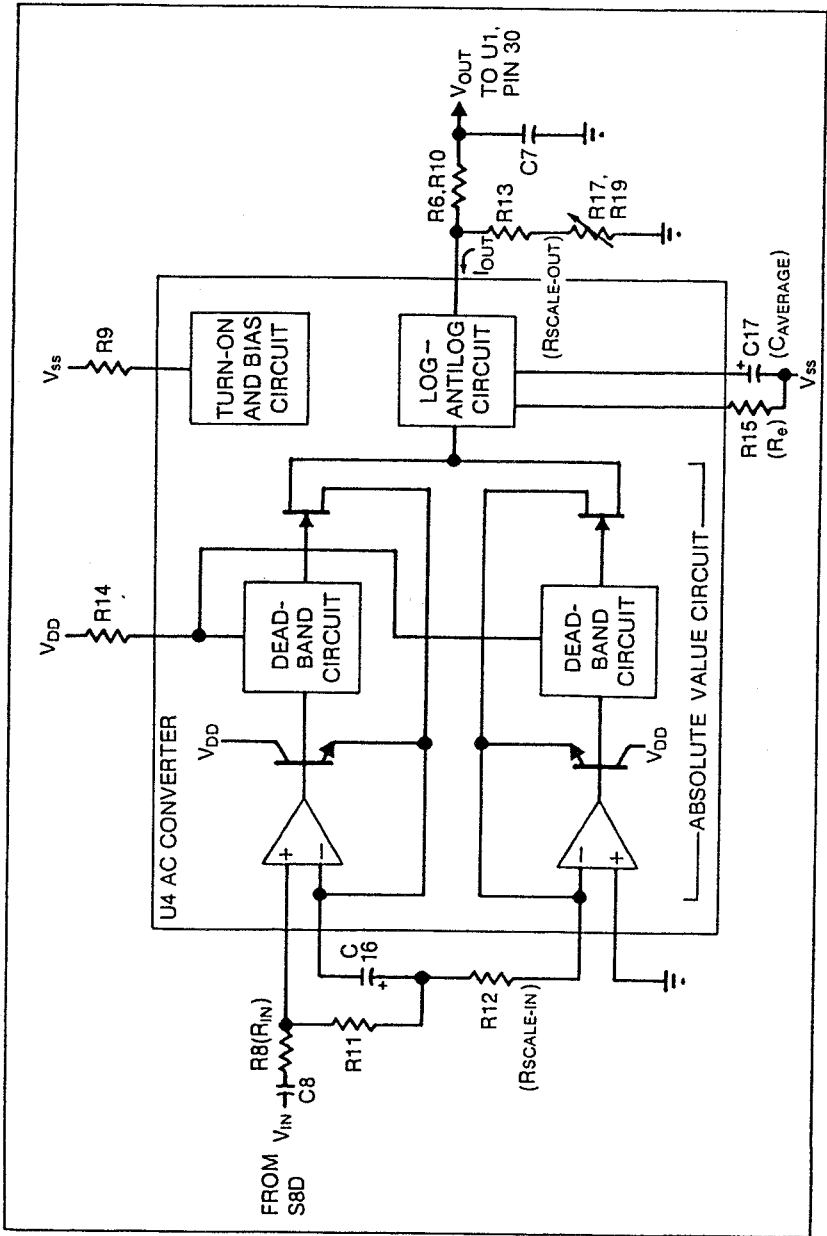 U4 AC CONVERTER
VSS
R9
TURN-ON
AND BIAS
CIRCUIT
VDD
R14
DEAD-
BAND
CIRCUIT
VDD
+
−
FROM
S8D
VIN
C8
R8(RIN)
R11
C
16
+
R12
(RSCALE-IN)
−
+
VDD
DEAD-
BAND
CIRCUIT
ABSOLUTE VALUE CIRCUIT
LOG–
ANTILOG
CIRCUIT
IOUT
(RSCALE-OUT)
R6,R10
R13
R17,
R19
C7
VOUT
TO U1,
PIN 30
R15
(Re)
+
C17
(CAVERAGE)
VSS